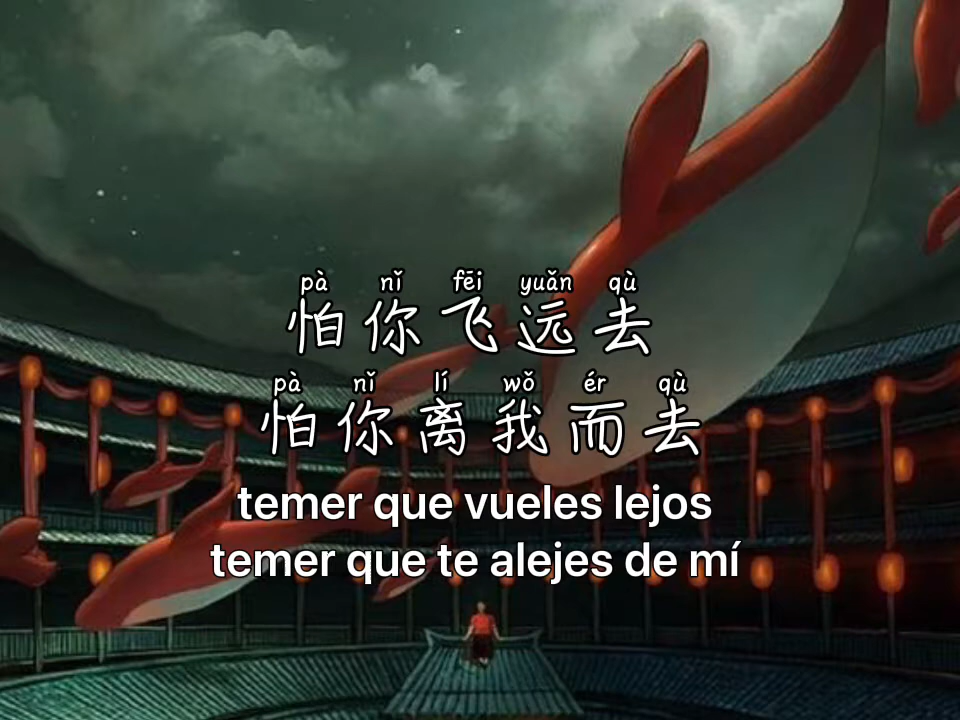 pà nǐ fēi yuǎn qù
怕你飞远去
pà nǐ lí wǒ ér qù
怕你离我而去
temer que vueles lejos
temer que te alejes de mí